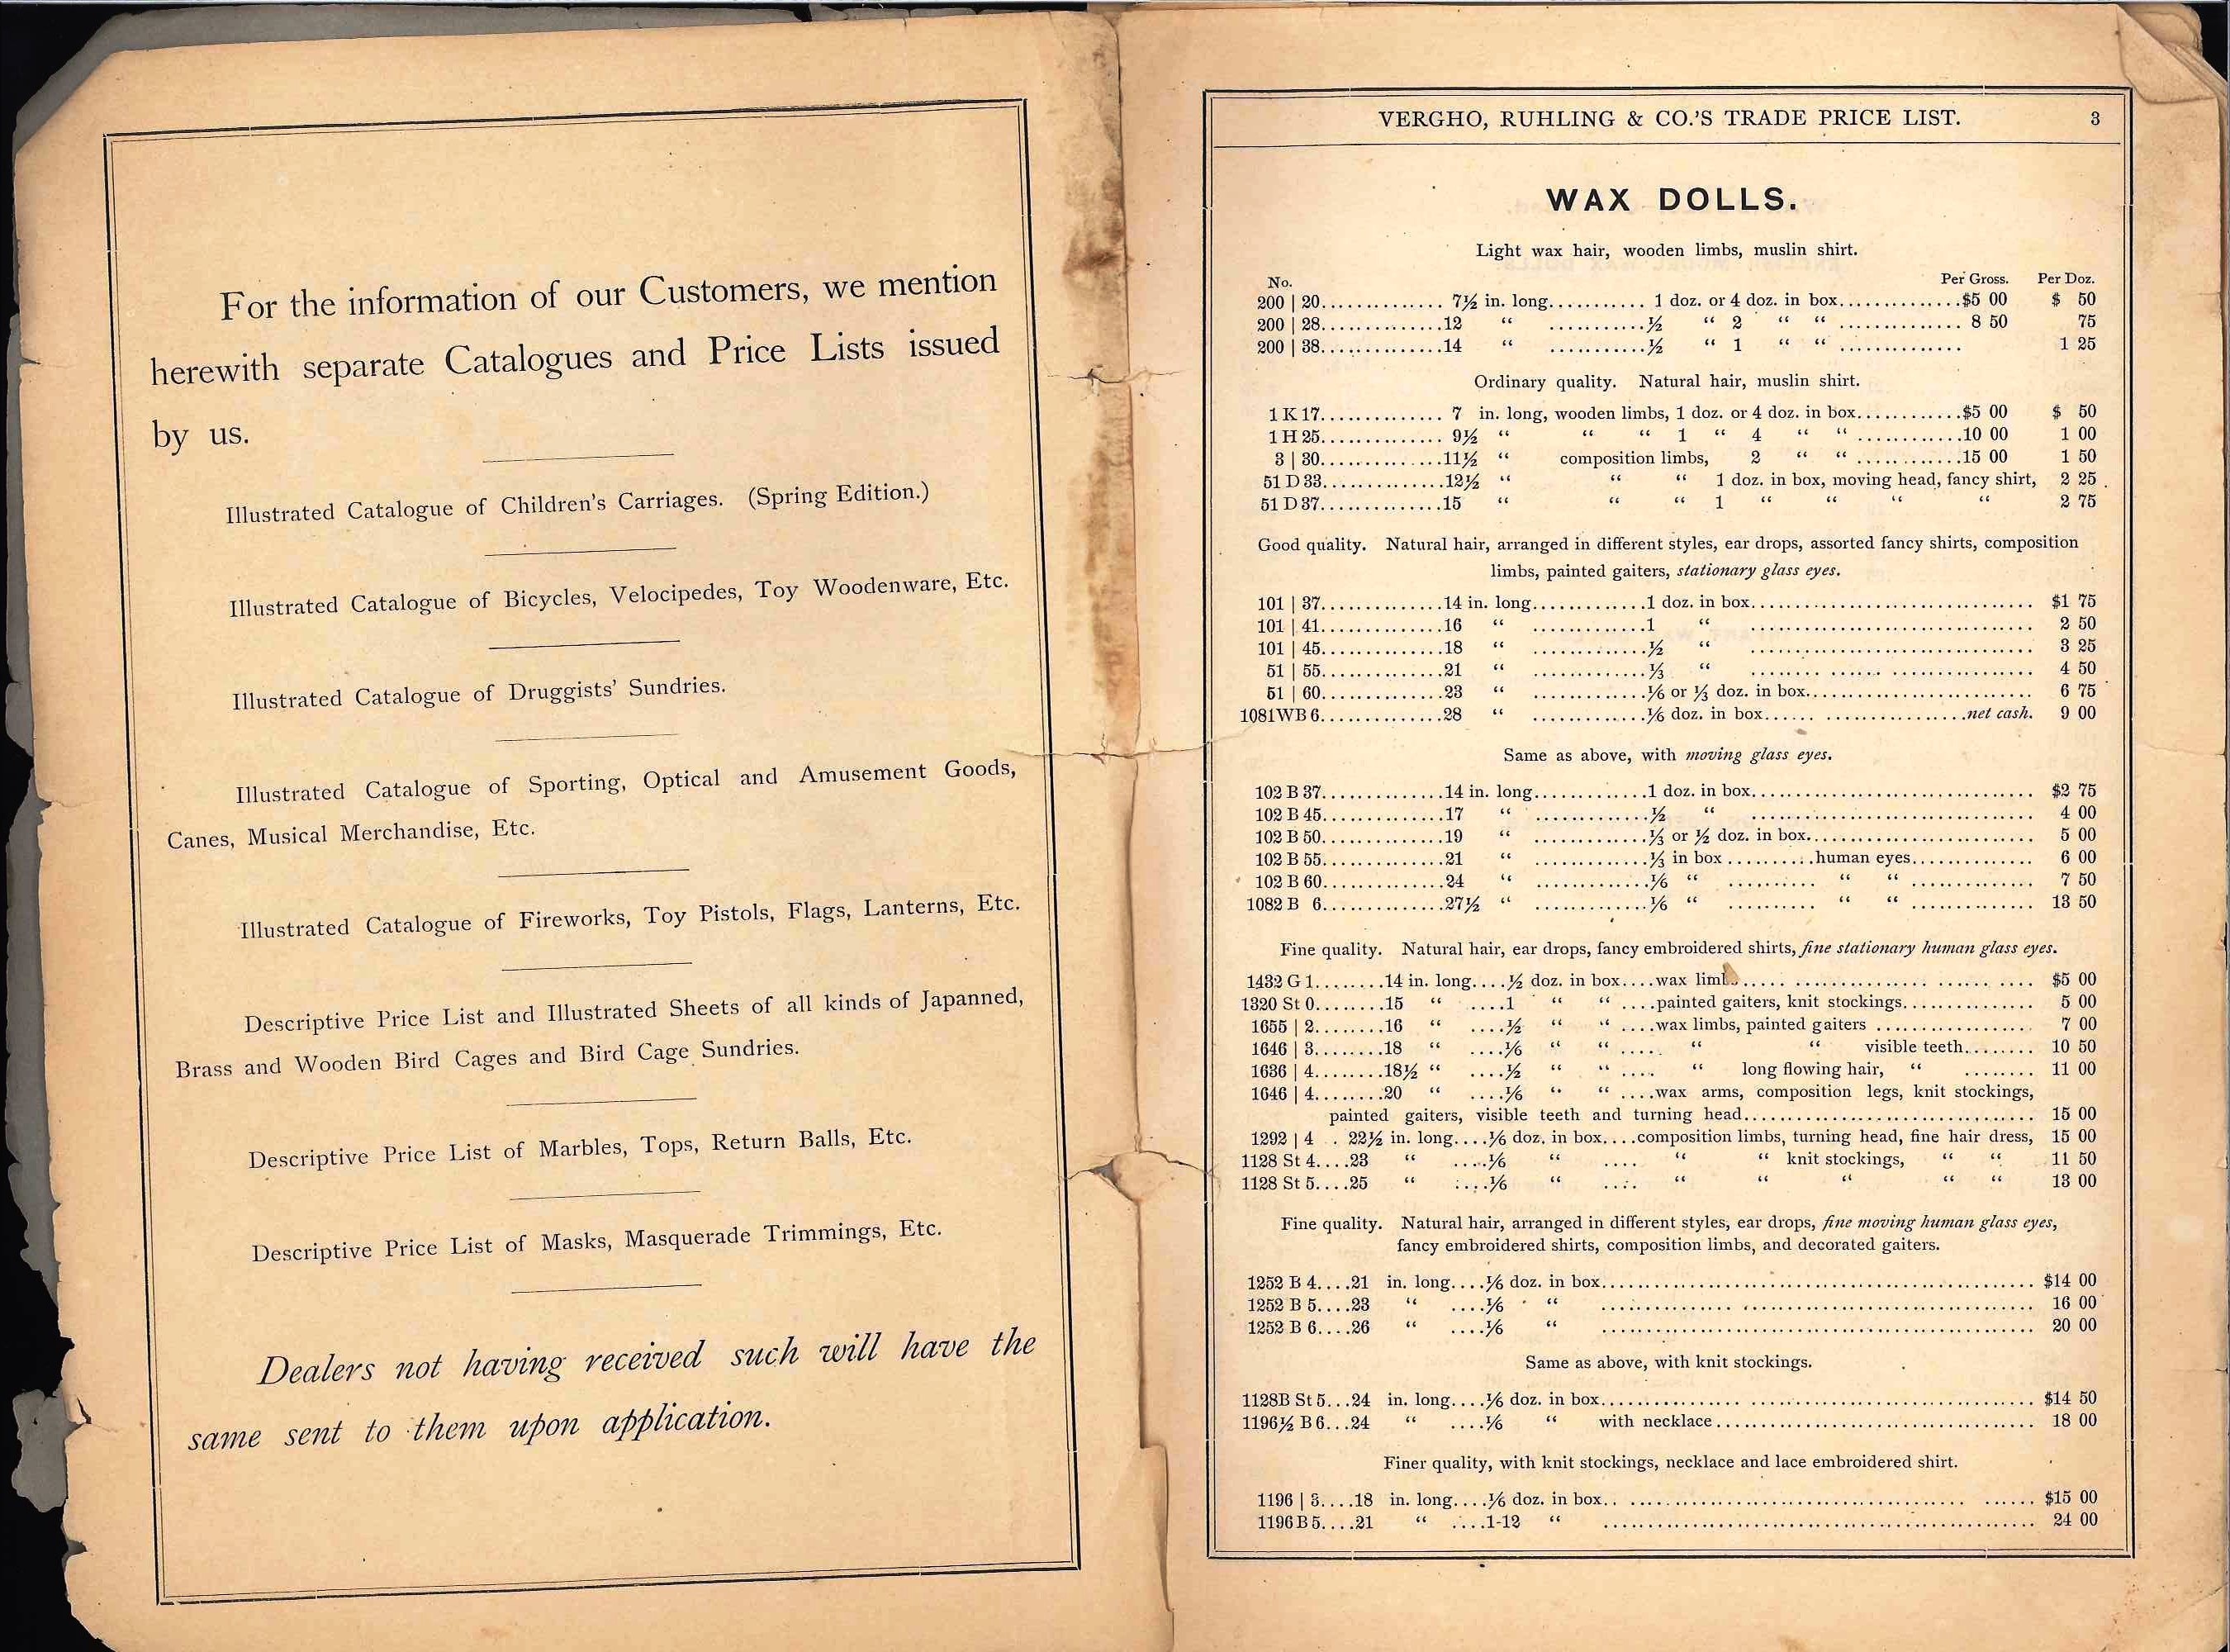 For the information of our Customers, we mention
herewith separate Catalogues and Price Lists issued
by us.
Illustrated Catalogue of Children's Carriages. (Spring Edition.)
Illustrated Catalogue of Bicycles, Velocipedes, Toy Woodenware, Etc.
Illustrated Catalogue of Druggists' Sundries.
Illustrated Catalogue of Sporting, Optical and Amusement Goods,
Canes, Musical Merchandise, Etc.
Illustrated Catalogue of Fireworks, Toy Pistols, Flags, Lanterns, Etc.
Descriptive Price List and Illustrated Sheets of all kinds of Japanned,
Brass and Wooden Bird Cages and Bird Cage Sundries.
Descriptive Price List of Marbles, Tops, Return Balls, Etc.
Descriptive Price List of Masks, Masquerade Trimmings, Etc.
Dealers not having received such will have the
same sent to them upon application.
VERGHO, RUHLING & CO.'S TRADE PRICE LIST. 3
WAX DOLLS.
Light wax hair, wooden limbs, muslin shirt.
No. Per Gross. Per Doz.
200 | 20.............. 7½ in. long........... 1 doz. or 4 doz. in box..............$5 00 $ 50
200 | 28..............12 " ...........½ " 2 " " .............. 8 50 75
200 | 38..............14 " ...........½ " 1 " " .............. 1 25
Ordinary quality. Natural hair, muslin shirt.
1 K 17.............. 7 in. long, wooden limbs, 1 doz. or 4 doz. in box............$5 00 $ 50
1 H 25.............. 9½ " " " 1 " 4 " " ............10 00 1 00
3 | 30..............11½ " composition limbs, 2 " " ............15 00 1 50
51 D 33..............12½ " " " 1 doz. in box, moving head, fancy shirt, 2 25
51 D 37..............15 " " " 1 " " " " 2 75
Good quality. Natural hair, arranged in different styles, ear drops, assorted fancy shirts, composition
limbs, painted gaiters, stationary glass eyes.
101 | 37..............14 in. long.............1 doz. in box................................. $1 75
101 | 41..............16 " .............1 " ................................. 2 50
101 | 45..............18 " .............½ " ................................. 3 25
51 | 55..............21 " .............⅓ " ................................. 4 50
51 | 60..............23 " .............⅙ or ⅓ doz. in box.......................... 6 75
1081WB 6..............28 " .............⅙ doz. in box...... .................net cash. 9 00
Same as above, with moving glass eyes.
102 B 37..............14 in. long.............1 doz. in box................................. $2 75
102 B 45..............17 " .............½ " ................................. 4 00
102 B 50..............19 " .............⅓ or ½ doz. in box.......................... 5 00
102 B 55..............21 " .............⅓ in box ..........human eyes.............. 6 00
102 B 60..............24 " .............⅙ " .......... " " .............. 7 50
1082 B 6..............27½ " .............⅙ " .......... " " .............. 13 50
Fine quality. Natural hair, ear drops, fancy embroidered shirts, fine stationary human glass eyes.
1432 G 1........14 in. long....½ doz. in box....wax limbs..... ................ ...... .... $5 00
1320 St 0........15 " .....1 " " ....painted gaiters, knit stockings............... 5 00
1655 | 2........16 " ....½ " " ....wax limbs, painted gaiters .................. 7 00
1646 | 3........18 " ....⅙ " " ..... " " visible teeth........ 10 50
1636 | 4........18½ " ....½ " " .... " long flowing hair, " ........ 11 00
1646 | 4........20 " ....⅙ " " ....wax arms, composition legs, knit stockings,
painted gaiters, visible teeth and turning head.................................. 15 00
1292 | 4 . 22½ in. long....⅙ doz. in box....composition limbs, turning head, fine hair dress, 15 00
1128 St 4....23 " .....⅙ " .... " " knit stockings, " " 11 50
1128 St 5....25 " .....⅙ " .... " " " " " 13 00
Fine quality. Natural hair, arranged in different styles, ear drops, fine moving human glass eyes,
fancy embroidered shirts, composition limbs, and decorated gaiters.
1252 B 4....21 in. long....⅙ doz. in box.................................................. $14 00
1252 B 5....23 " ....⅙ " .................................................. 16 00
1252 B 6....26 " ....⅙ " .................................................. 20 00
Same as above, with knit stockings.
1128B St 5...24 in. long....⅙ doz. in box................ ................................. $14 50
1196½ B 6...24 " ....⅙ " with necklace..................................... 18 00
Finer quality, with knit stockings, necklace and lace embroidered shirt.
1196 | 3....18 in. long....⅙ doz. in box.. ....................................... ...... $15 00
1196 B 5....21 " ....1-12 " .................................................. 24 00